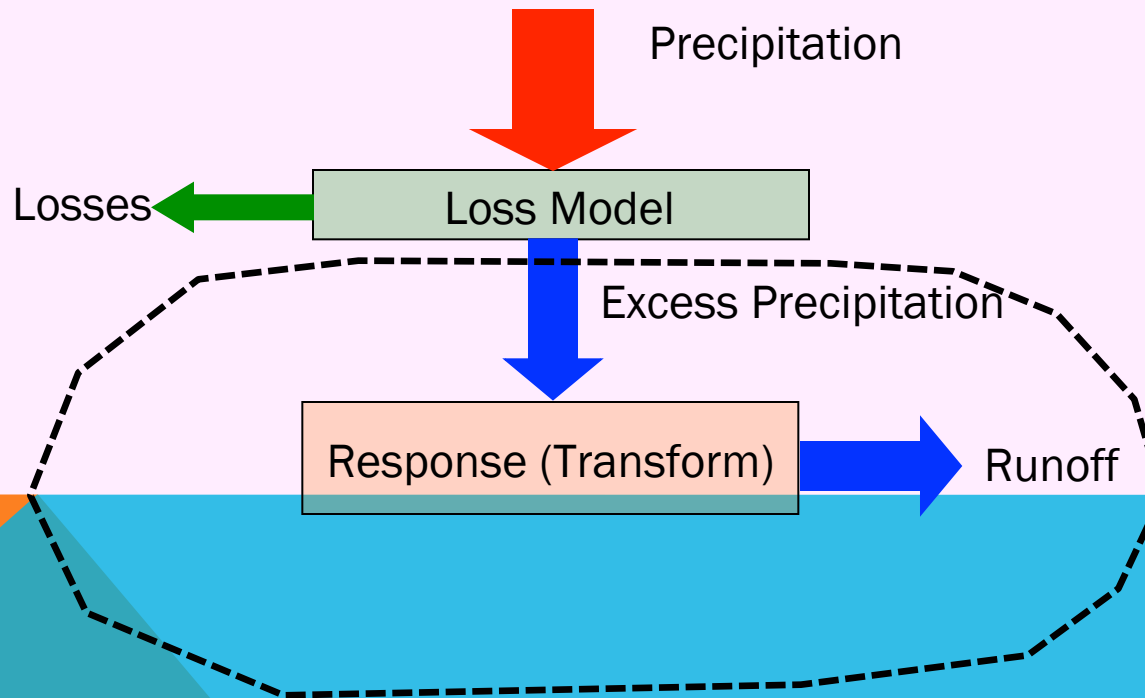 Precipitation
Losses
Loss Model
Excess Precipitation
Response (Transform)
Runoff